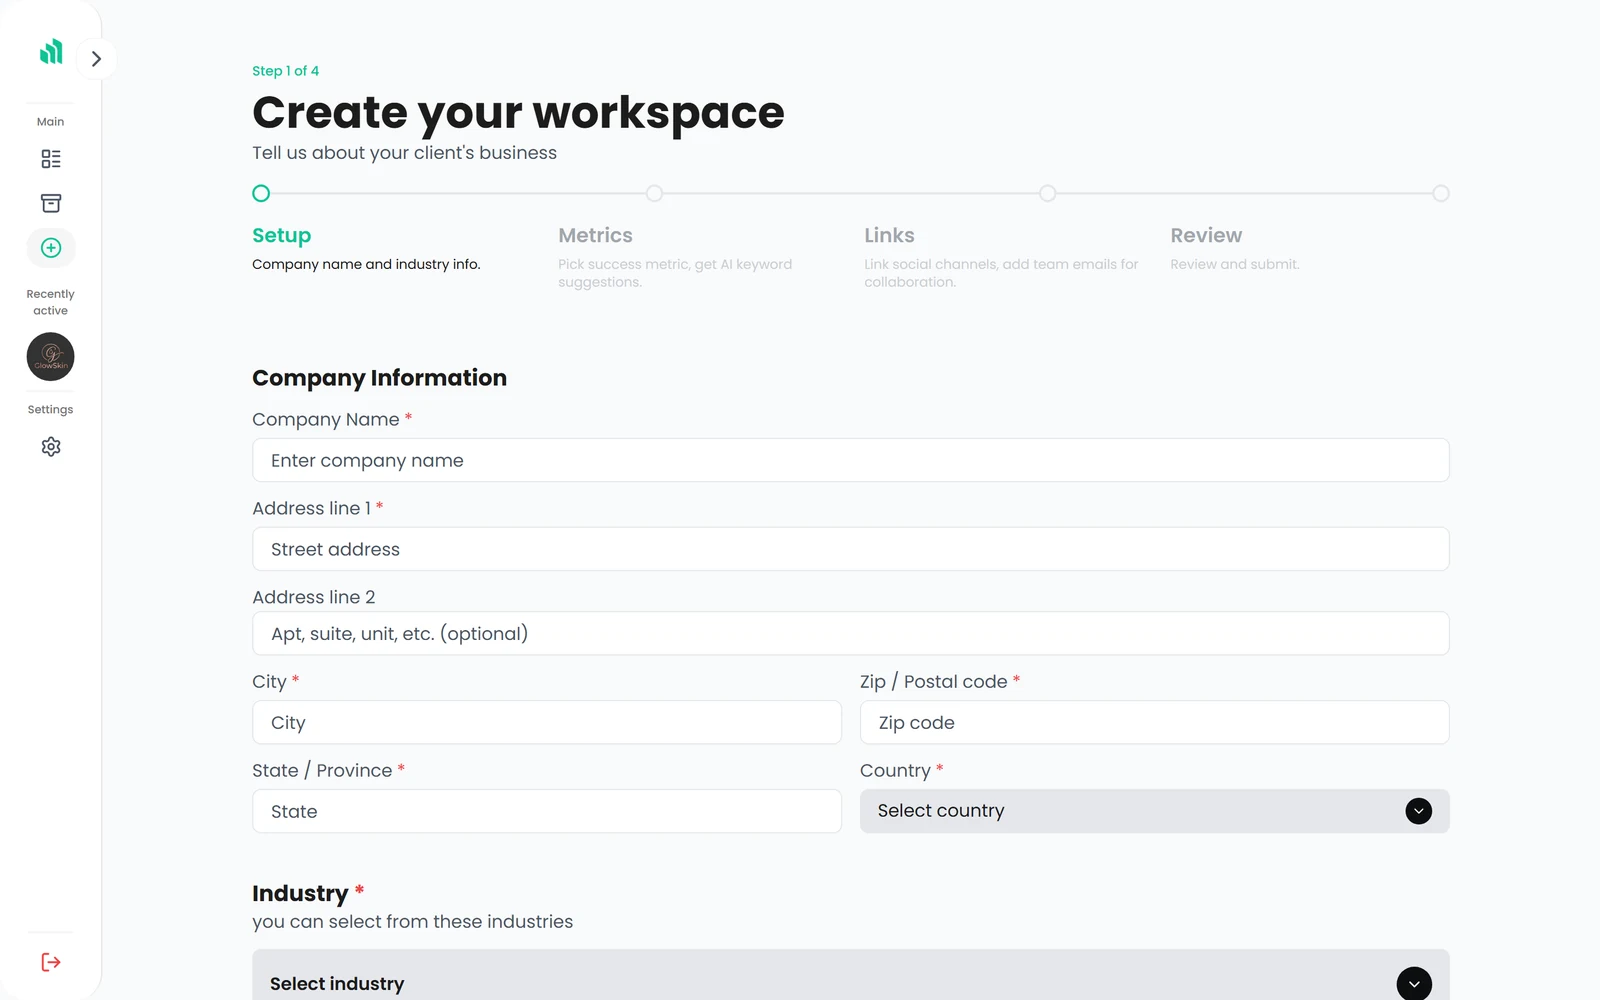 Step 1 of 4
Create your workspace
Tell us about your client's business
Setup
Company name and industry info.
Metrics
Pick success metric, get AI keyword
suggestions.
Links
Link social channels, add team emails for
collaboration.
Review
Review and submit.
Main
Recently
active
GlowSkin
Settings
Company Information
Company Name *
Enter company name
Address line 1 *
Street address
Address line 2
Apt, suite, unit, etc. (optional)
City *
City
Zip / Postal code *
Zip code
State / Province *
State
Country *
Select country
Industry *
you can select from these industries
Select industry